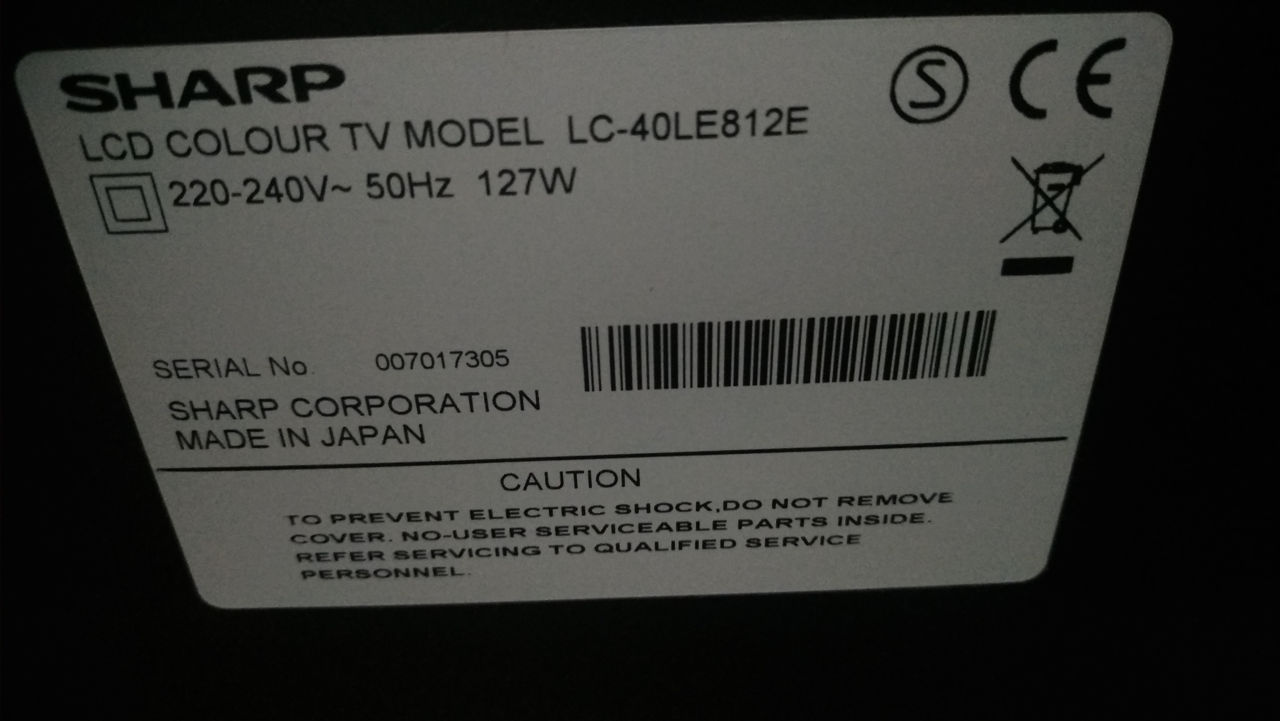 SHARP
LCD COLOUR TV MODEL LC-40LE812E
220-240V~ 50Hz 127W
S CE
SERIAL No. 007017305
SHARP CORPORATION
MADE IN JAPAN
CAUTION
TO PREVENT ELECTRIC SHOCK,DO NOT REMOVE
COVER. NO-USER SERVICEABLE PARTS INSIDE.
REFER SERVICING TO QUALIFIED SERVICE
PERSONNEL.